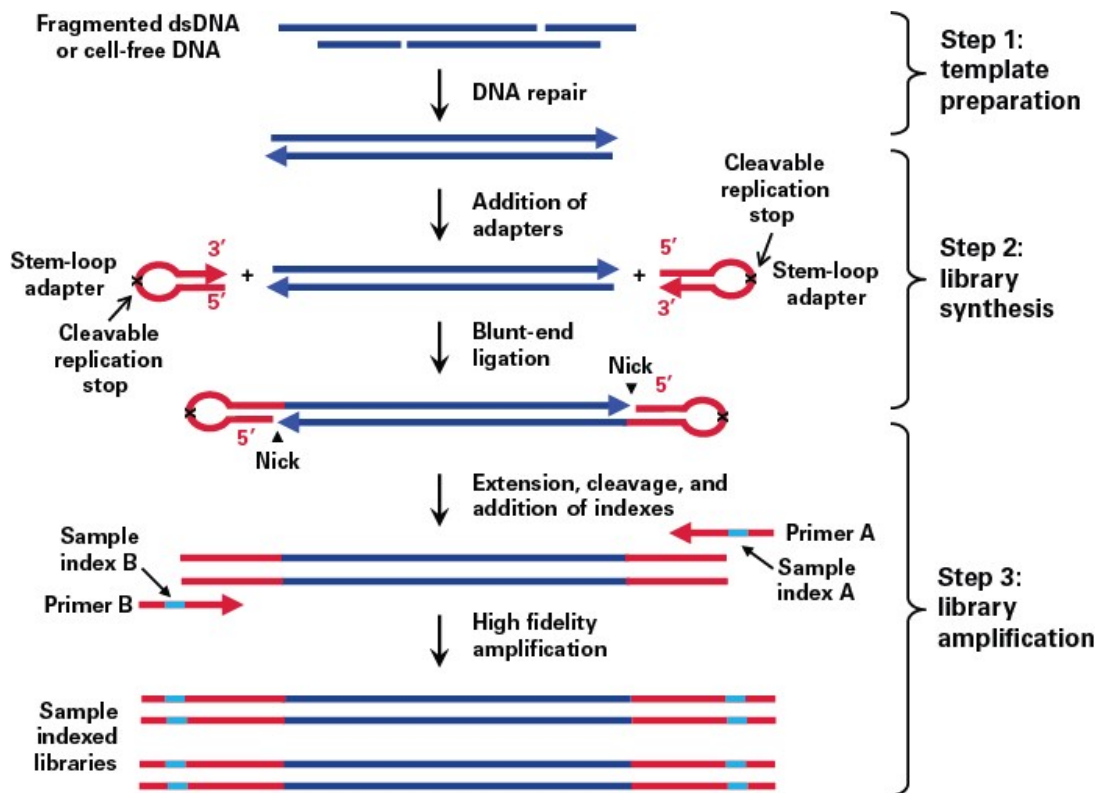 Fragmented dsDNA
or cell-free DNA
Step 1:
template
preparation
DNA repair
Cleavable
replication
stop
Addition of
adapters
Step 2:
library
synthesis
3′
5′
Stem-loop
adapter
+
+
Stem-loop
adapter
5′
3′
Cleavable
replication
stop
Blunt-end
ligation
Nick
5′
5′
Nick
Extension, cleavage, and
addition of indexes
Sample
index B
Primer A
Sample
index A
Primer B
Step 3:
library
amplification
High fidelity
amplification
Sample
indexed
libraries